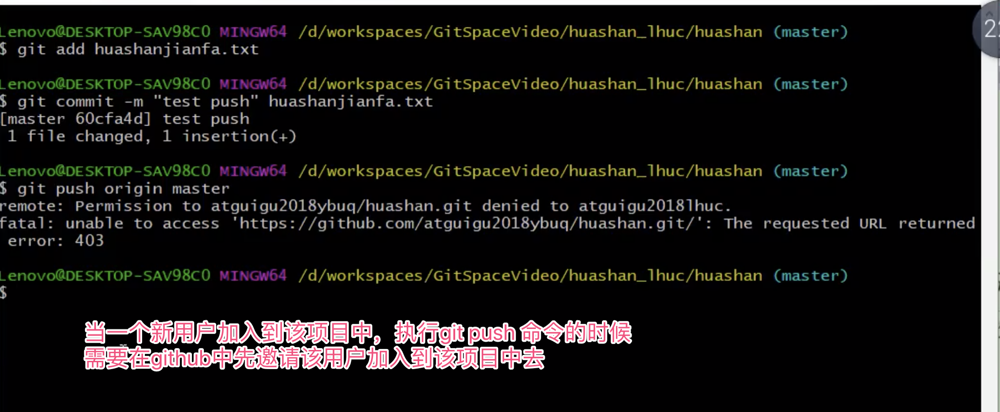 Lenovo@DESKTOP-SAV98C0 MINGW64 /d/workspaces/GitSpaceVideo/huashan_lhuc/huashan (master)
$ git add huashanjianfa.txt
Lenovo@DESKTOP-SAV98C0 MINGW64 /d/workspaces/GitSpaceVideo/huashan_lhuc/huashan (master)
$ git commit -m "test push" huashanjianfa.txt
[master 60cfa4d] test push
1 file changed, 1 insertion(+)
Lenovo@DESKTOP-SAV98C0 MINGW64 /d/workspaces/GitSpaceVideo/huashan_lhuc/huashan (master)
$ git push origin master
remote: Permission to atguigu2018ybuq/huashan.git denied to atguigu2018lhuc.
fatal: unable to access 'https://github.com/atguigu2018ybuq/huashan.git/': The requested URL returned
error: 403
Lenovo@DESKTOP-SAV98C0 MINGW64 /d/workspaces/GitSpaceVideo/huashan_lhuc/huashan (master)
$
当一个新用户加入到该项目中，执行git push 命令的时候
需要在github中先邀请该用户加入到该项目中去